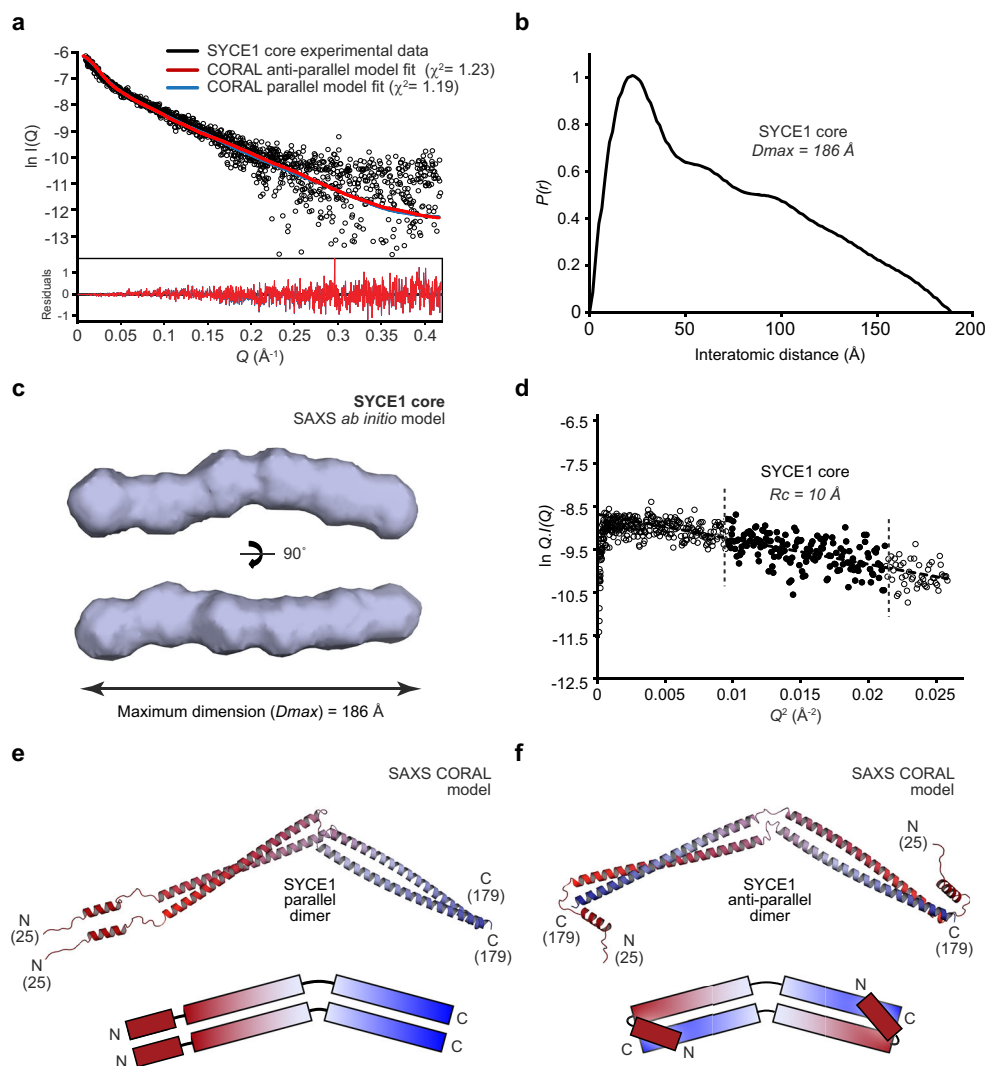 a
SYCE1 core experimental data
CORAL anti-parallel model fit (χ²= 1.23)
CORAL parallel model fit (χ²= 1.19)
-6
-7
-8
-9
-10
-11
-12
-13
ln I(Q)
1
0
-1
Residuals
0 0.05 0.1 0.15 0.2 0.25 0.30 0.35 0.4
Q (Å⁻¹)
b
1
0.8
0.6
0.4
0.2
0
P(r)
SYCE1 core
Dmax = 186 Å
0 50 100 150 200
Interatomic distance (Å)
c
SYCE1 core
SAXS ab initio model
90°
Maximum dimension (Dmax) = 186 Å
d
-6.5
-7.5
-8.5
-9.5
-10.5
-11.5
-12.5
ln Q.I(Q)
SYCE1 core
Rc = 10 Å
0 0.005 0.01 0.015 0.02 0.025
Q² (Å⁻²)
e
SAXS CORAL
model
SYCE1
parallel
dimer
N
(25)
N
(25)
C
(179)
C
(179)
N
N
C
C
f
SAXS CORAL
model
N
(25)
SYCE1
anti-parallel
dimer
C
(179)
N
(25)
C
(179)
N
C
C
N